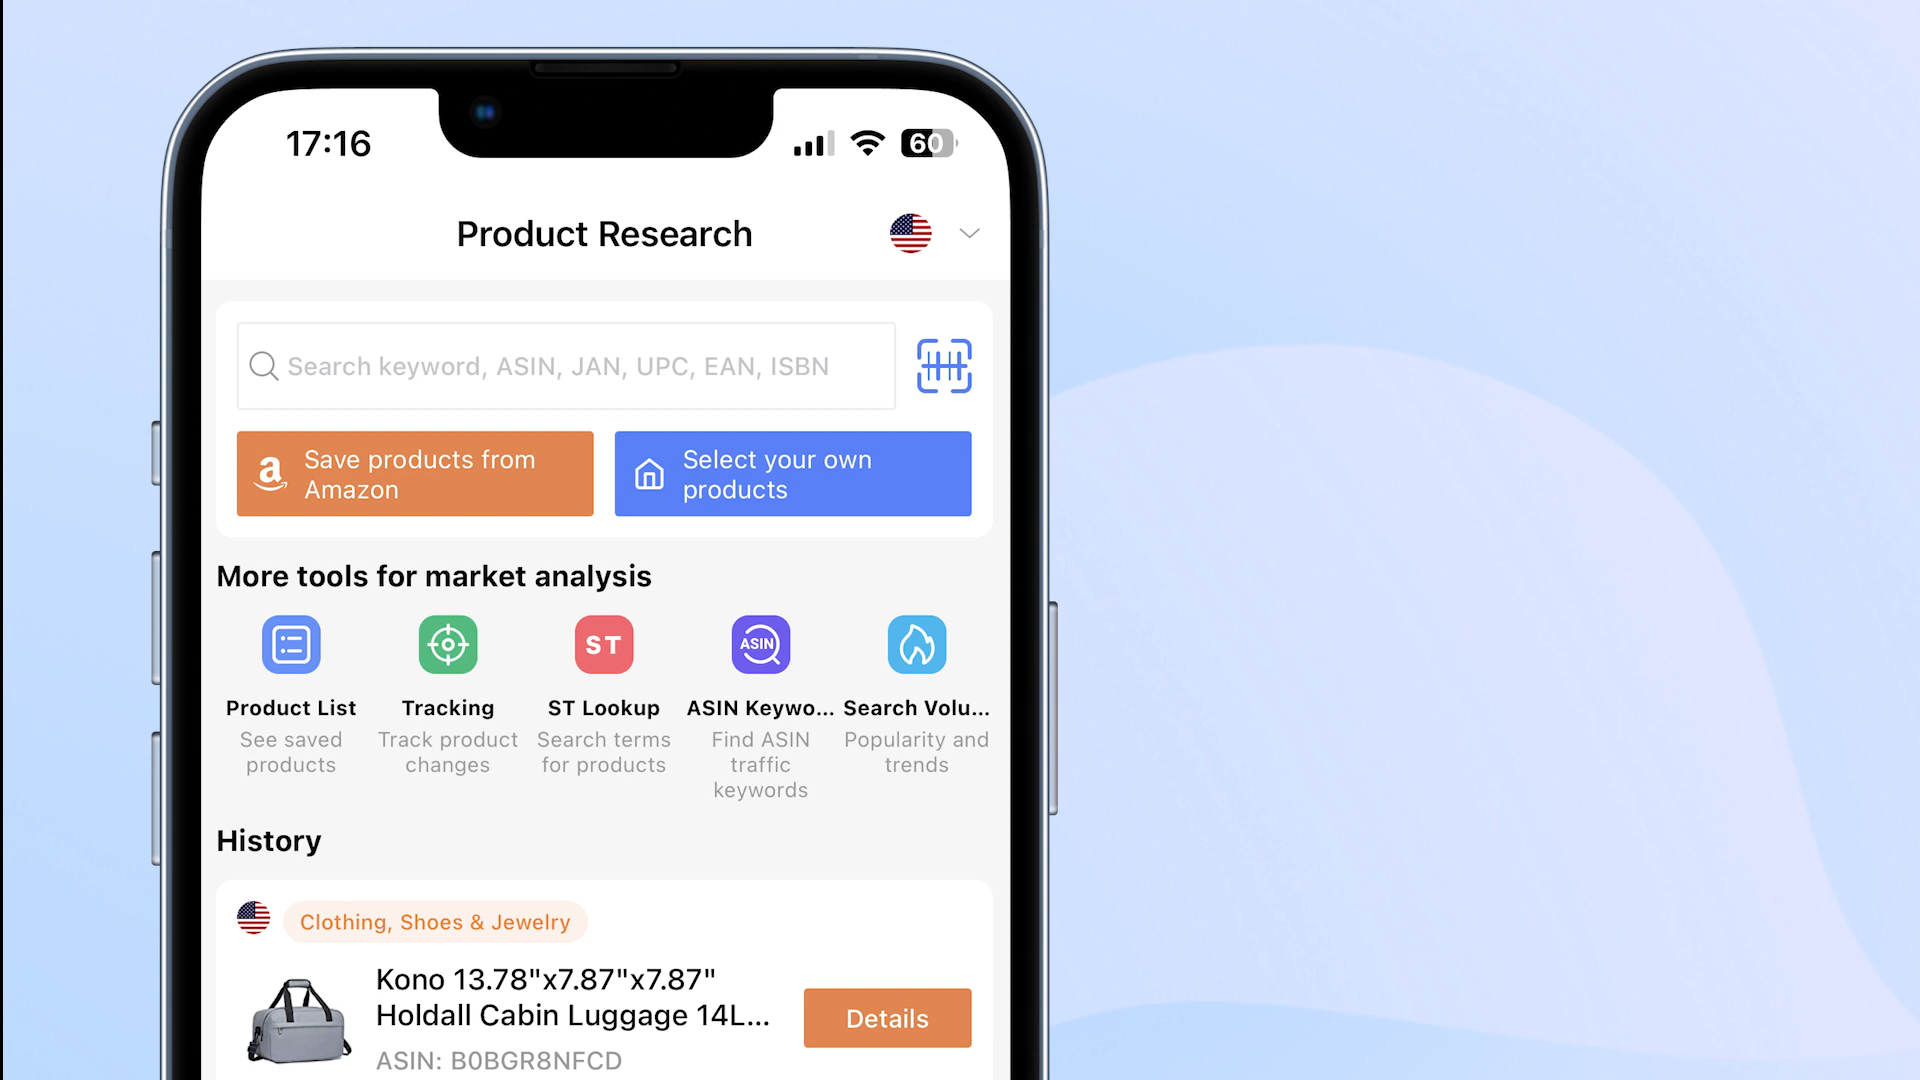 17:16
60
Product Research
Search keyword, ASIN, JAN, UPC, EAN, ISBN
a
Save products from
Amazon
Select your own
products
More tools for market analysis
ST
ASIN
Product List
Tracking
ST Lookup
ASIN Keywo...
Search Volu...
See saved
products
Track product
changes
Search terms
for products
Find ASIN
traffic
keywords
Popularity and
trends
History
Clothing, Shoes & Jewelry
Kono 13.78"x7.87"x7.87"
Holdall Cabin Luggage 14L...
ASIN: B0BGR8NFCD
Details